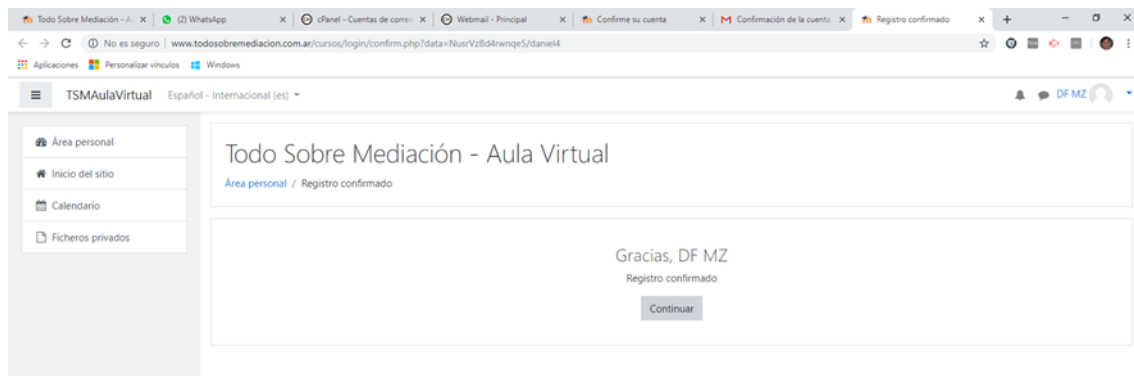 Todo Sobre Mediación - Au
(2) WhatsApp
cPanel - Cuentas de correo
Webmail - Principal
Confirme su cuenta
Confirmación de la cuenta
Registro confirmado
No es seguro | www.todosobremediacion.com.ar/cursos/login/confirm.php?data=NusrVzBd4rwnqe5/daniel4
Aplicaciones Personalizar vínculos Windows
TSMAulaVirtual Español - Internacional (es) DF MZ
Área personal
Inicio del sitio
Calendario
Ficheros privados
Todo Sobre Mediación - Aula Virtual
Área personal / Registro confirmado
Gracias, DF MZ
Registro confirmado
Continuar